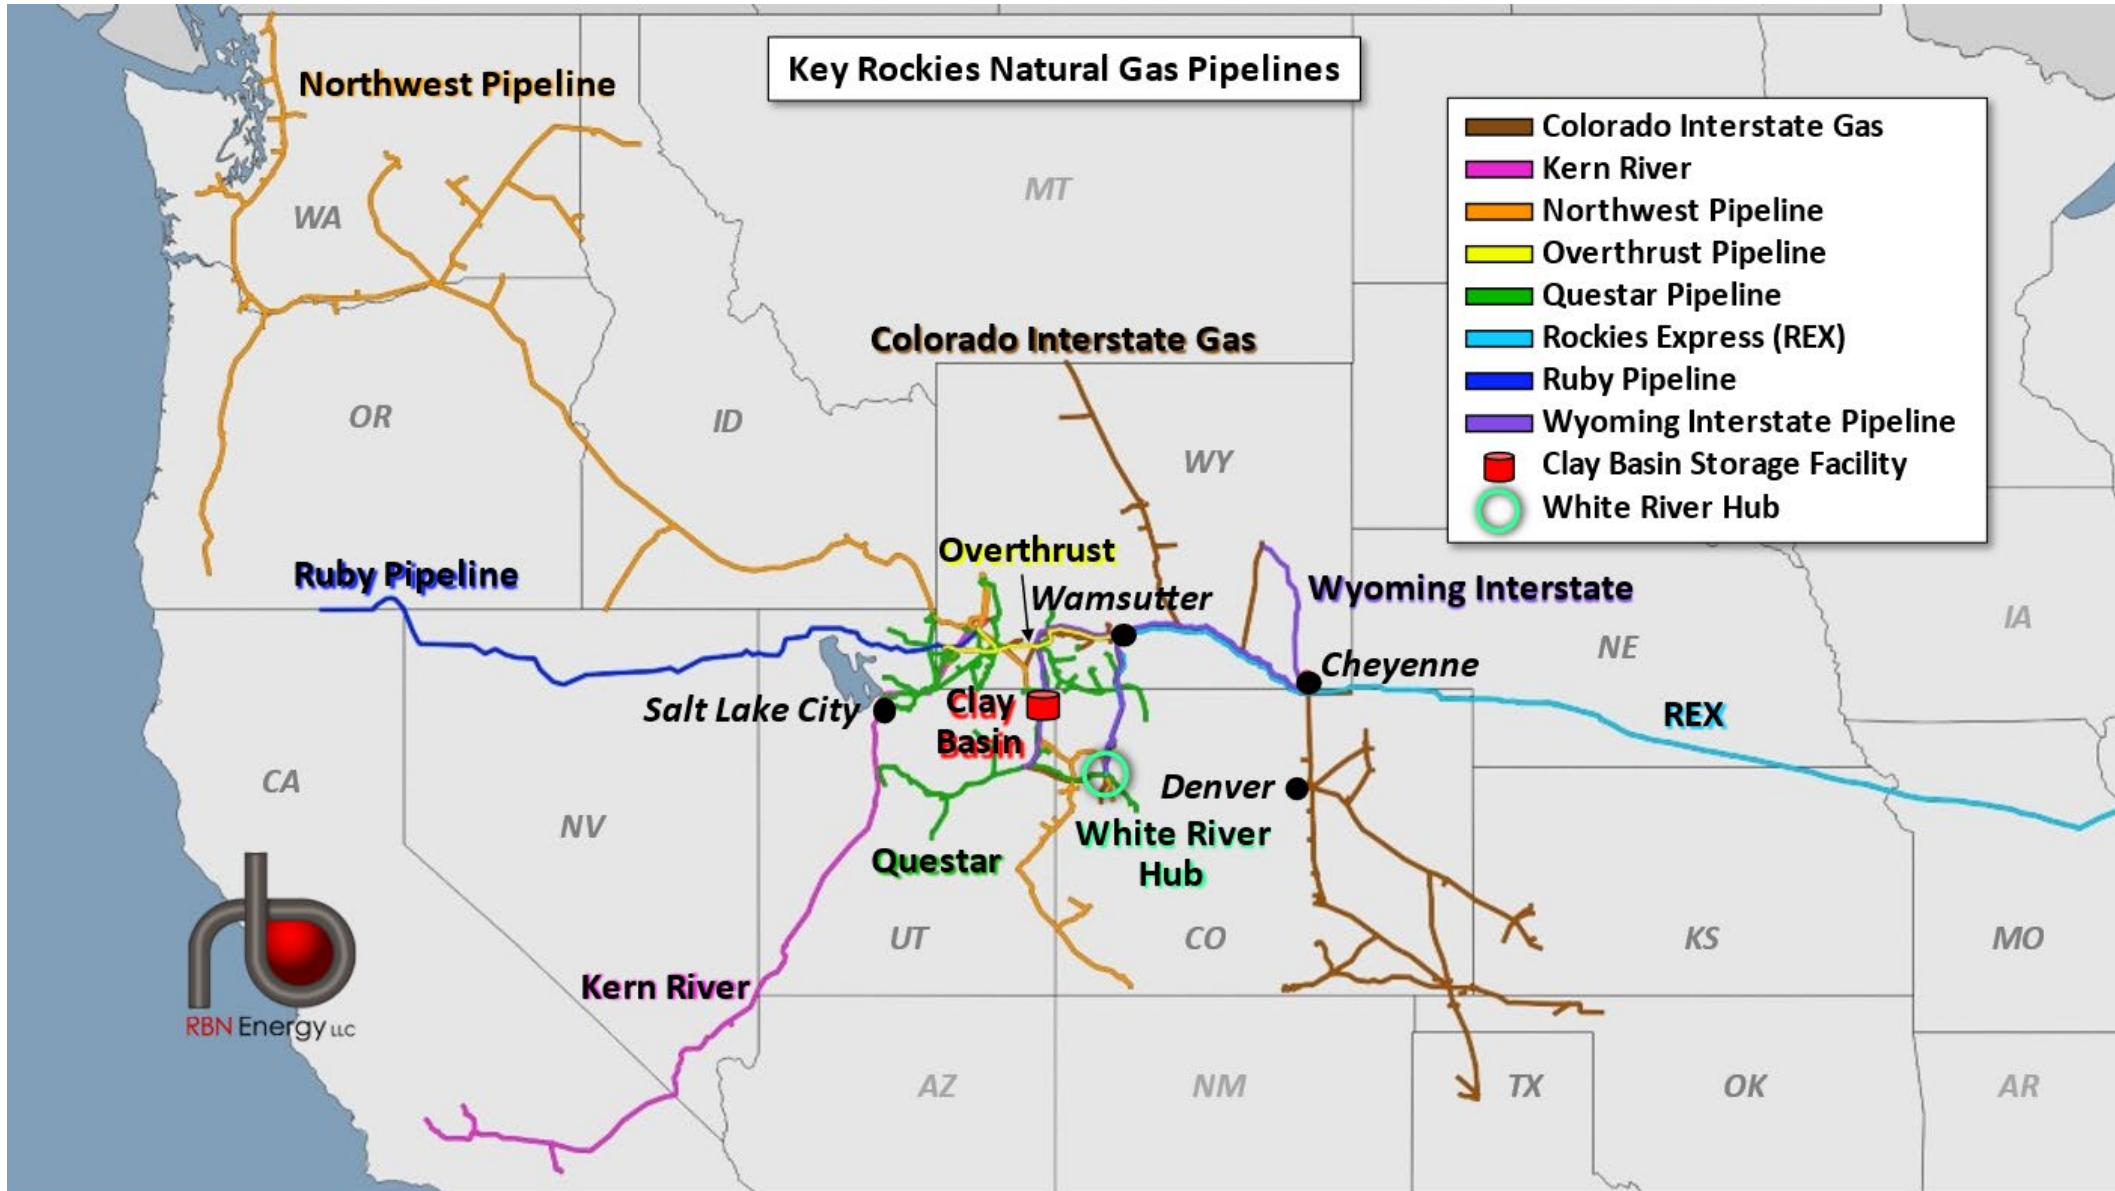 Key Rockies Natural Gas Pipelines
Northwest Pipeline
Colorado Interstate Gas
Kern River
Northwest Pipeline
Overthrust Pipeline
Questar Pipeline
Rockies Express (REX)
Ruby Pipeline
Wyoming Interstate Pipeline
Clay Basin Storage Facility
White River Hub
WA
MT
Colorado Interstate Gas
OR
ID
WY
Overthrust
Ruby Pipeline
Wamsutter
Wyoming Interstate
IA
NE
Cheyenne
Salt Lake City
Clay
Basin
REX
CA
NV
Denver
White River
Hub
Questar
UT
CO
KS
MO
Kern River
RBN Energy LLC
AZ
NM
TX
OK
AR